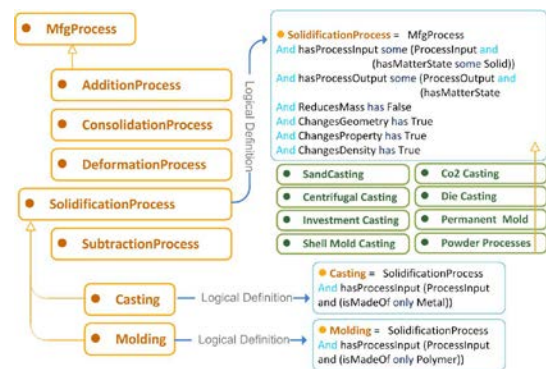 MfgProcess
AdditionProcess
ConsolidationProcess
DeformationProcess
SolidificationProcess
SubtractionProcess
Casting
Molding
Logical Definition
SolidificationProcess = MfgProcess
And hasProcessInput some (ProcessInput and
(hasMatterState some Solid))
And hasProcessOutput some (ProcessOutput and
(hasMatterState
And ReducesMass has False
And ChangesGeometry has True
And ChangesProperty has True
And ChangesDensity has True
SandCasting
Co2 Casting
Centrifugal Casting
Die Casting
Investment Casting
Permanent Mold
Shell Mold Casting
Powder Processes
Logical Definition
Casting = SolidificationProcess
And hasProcessInput (ProcessInput
and (isMadeOf only Metal))
Logical Definition
Molding = SolidificationProcess
And hasProcessInput (ProcessInput
and (isMadeOf only Polymer))